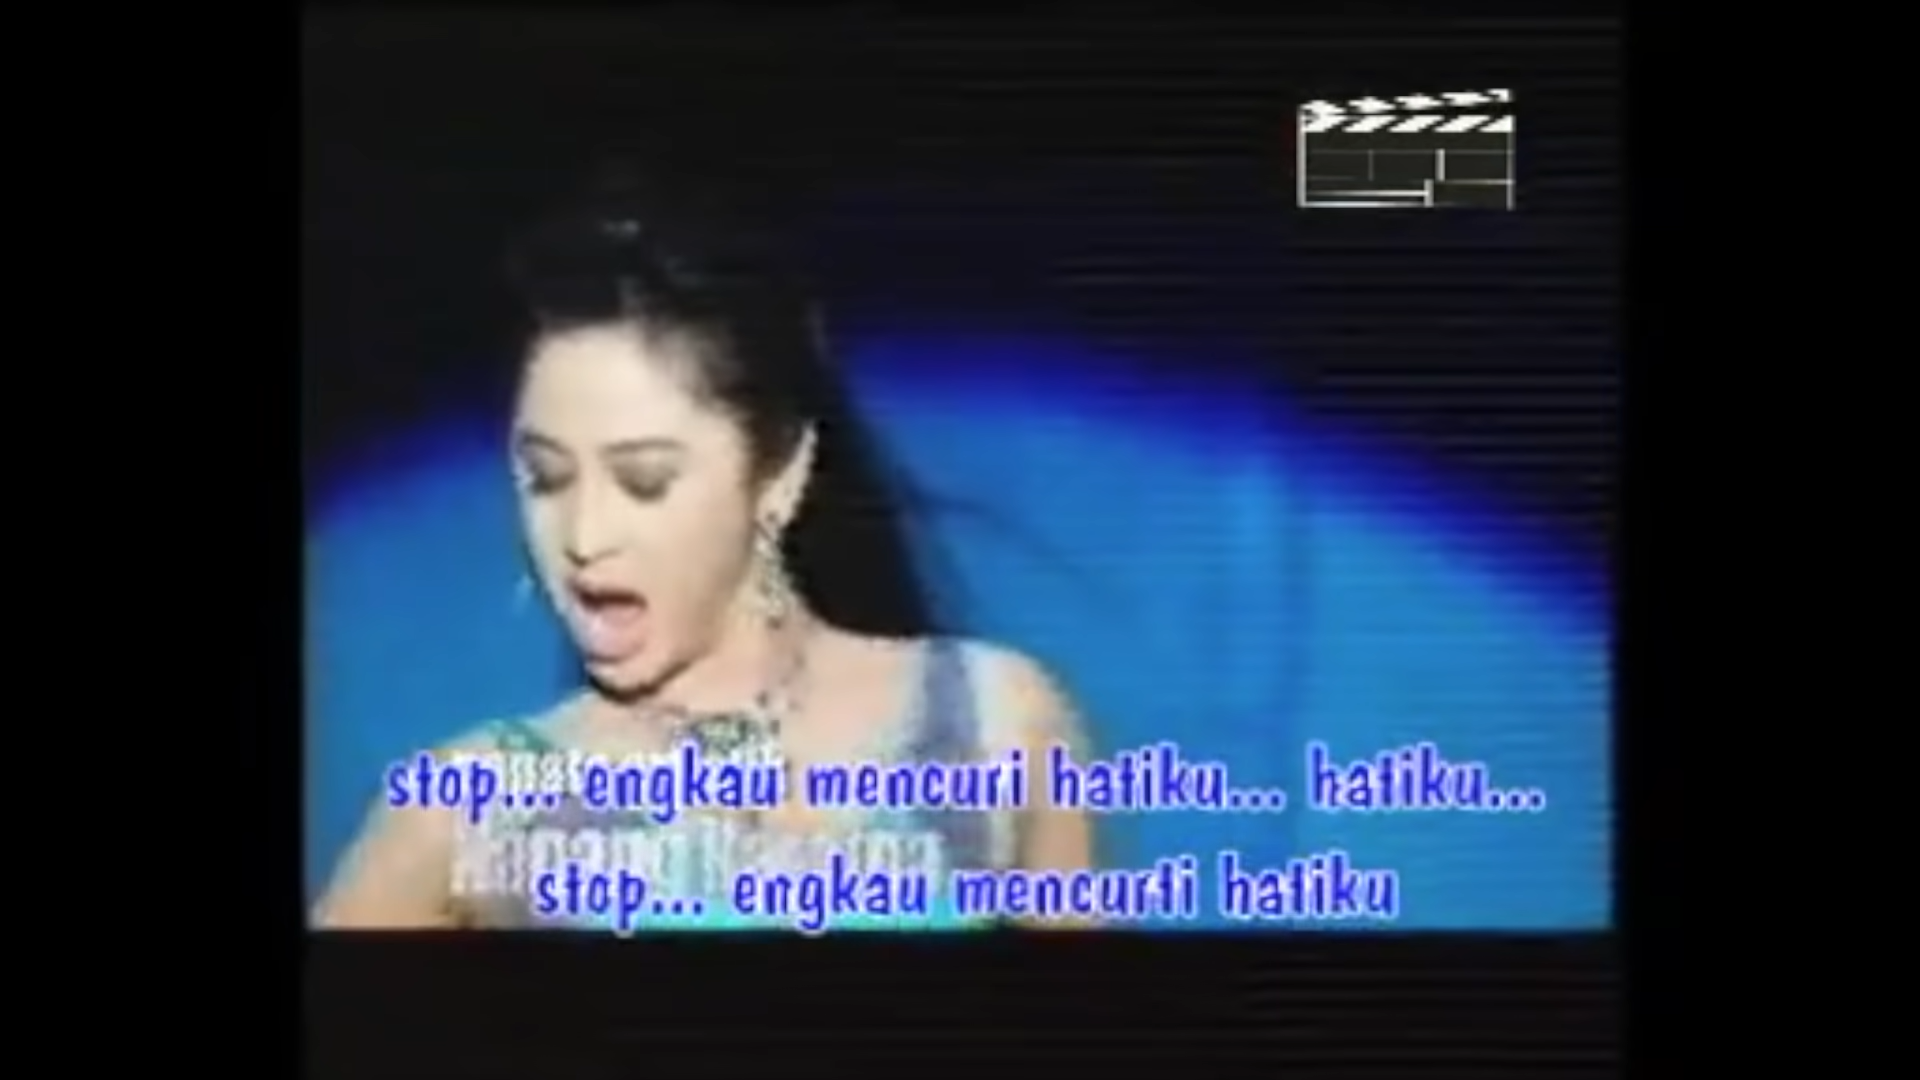 stop... engkau mencuri hatiku... hatiku...
stop... engkau mencurti hatiku